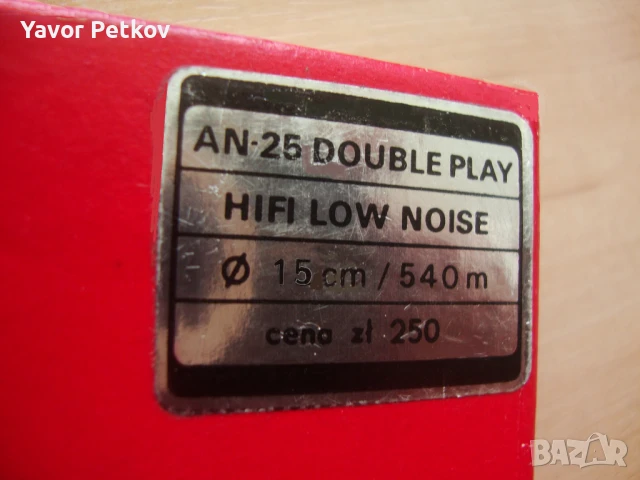 Yavor Petkov
AN-25 DOUBLE PLAY
HIFI LOW NOISE
Ø 15 cm / 540 m
cena zł 250
BAZAR